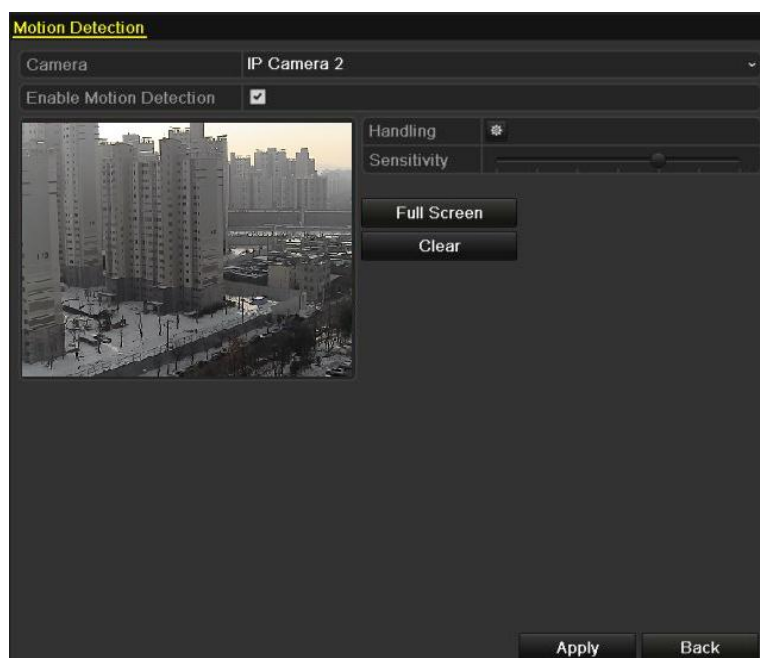 Motion Detection
Camera IP Camera 2
Enable Motion Detection
Handling
Sensitivity
Full Screen
Clear
Apply Back